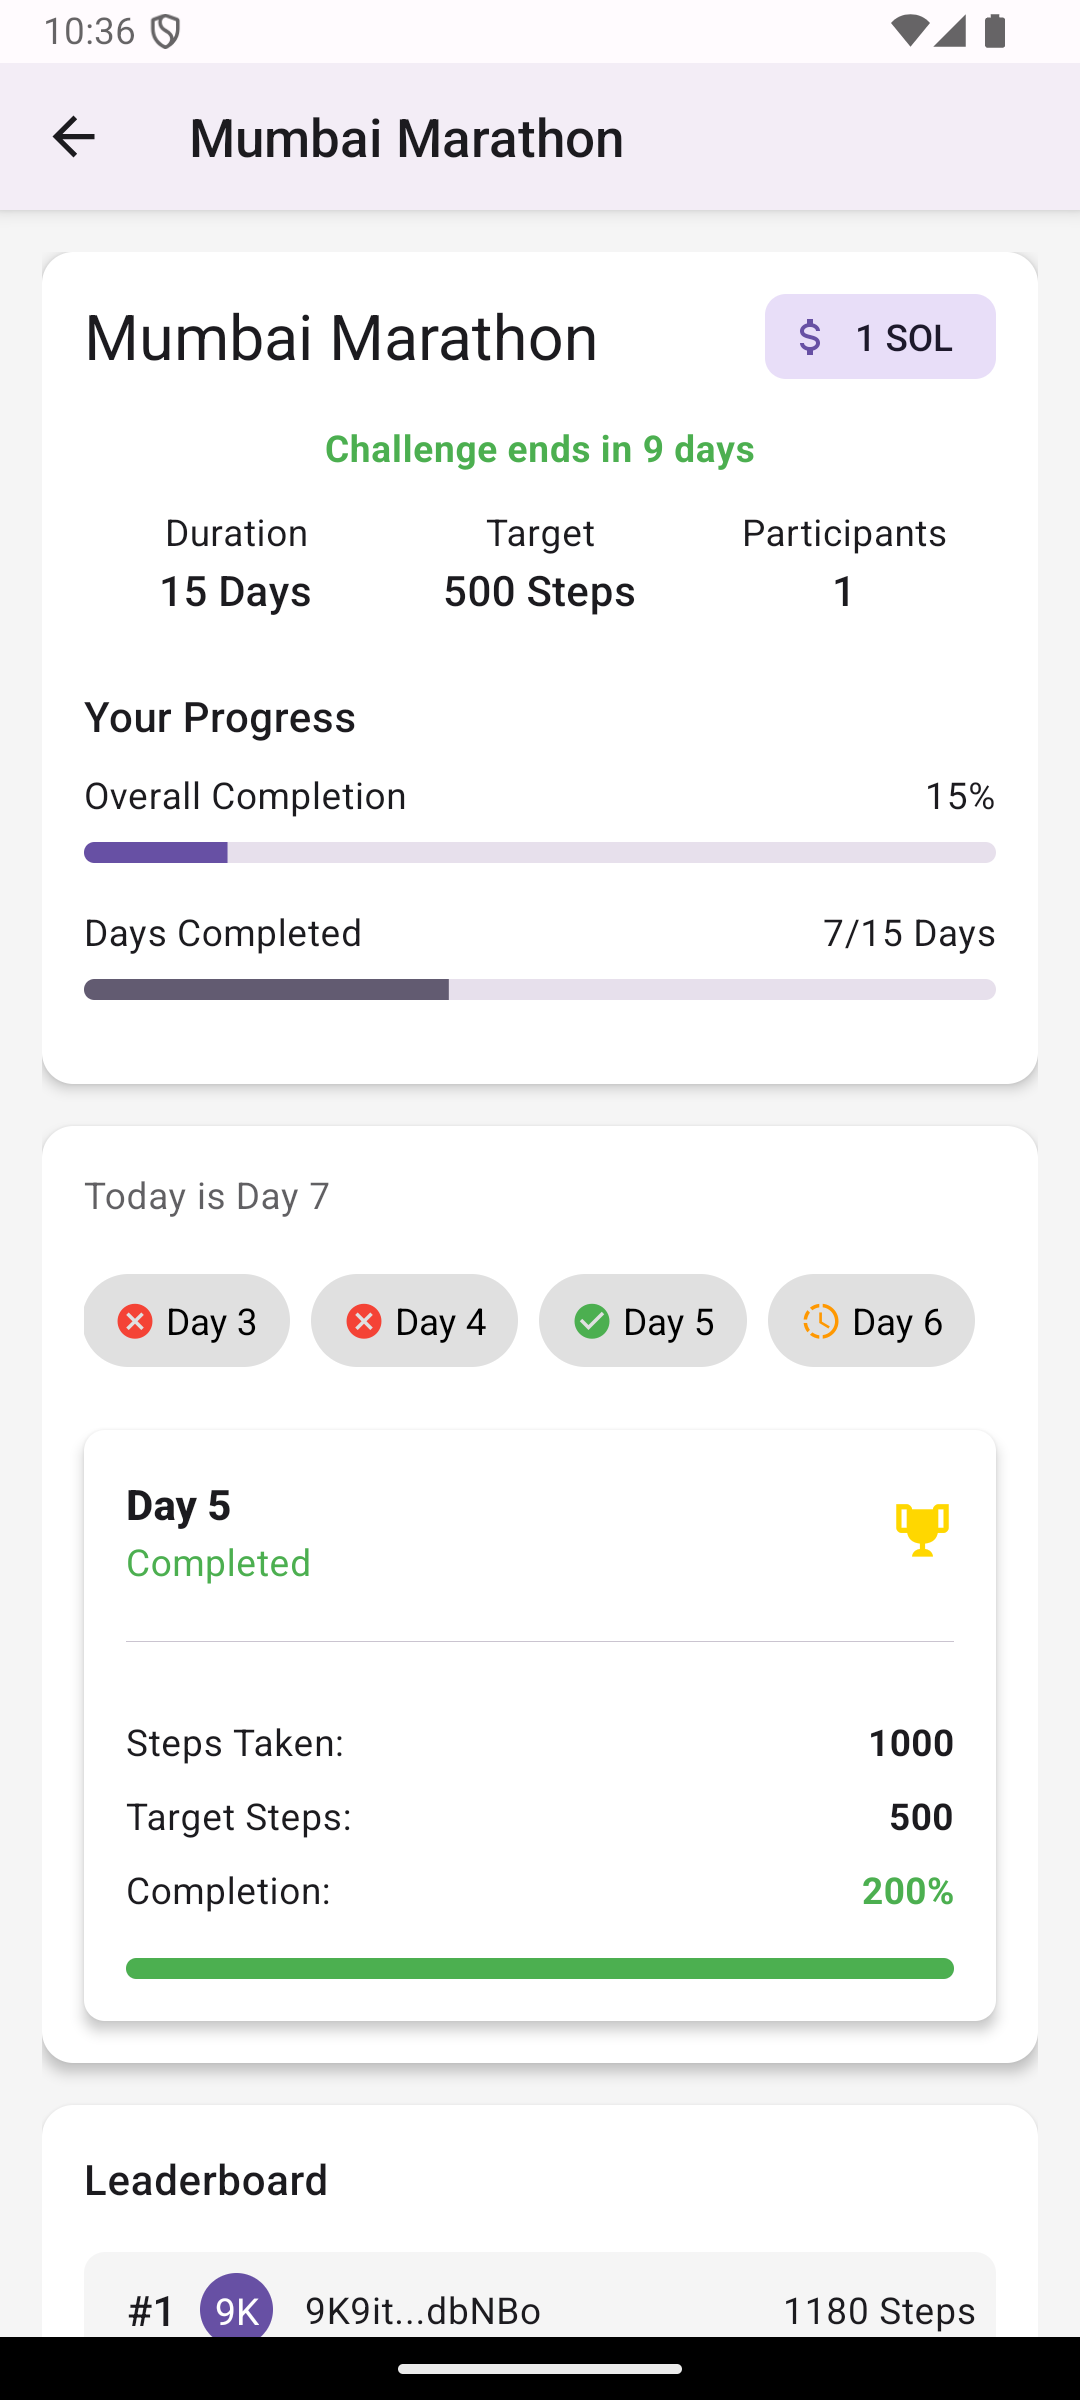 10:36
Mumbai Marathon
Mumbai Marathon
$ 1 SOL
Challenge ends in 9 days
Duration Target Participants
15 Days 500 Steps 1
Your Progress
Overall Completion 15%
Days Completed 7/15 Days
Today is Day 7
Day 3 Day 4 Day 5 Day 6
Day 5
Completed
Steps Taken: 1000
Target Steps: 500
Completion: 200%
Leaderboard
#1 9K 9K9it...dbNBo 1180 Steps